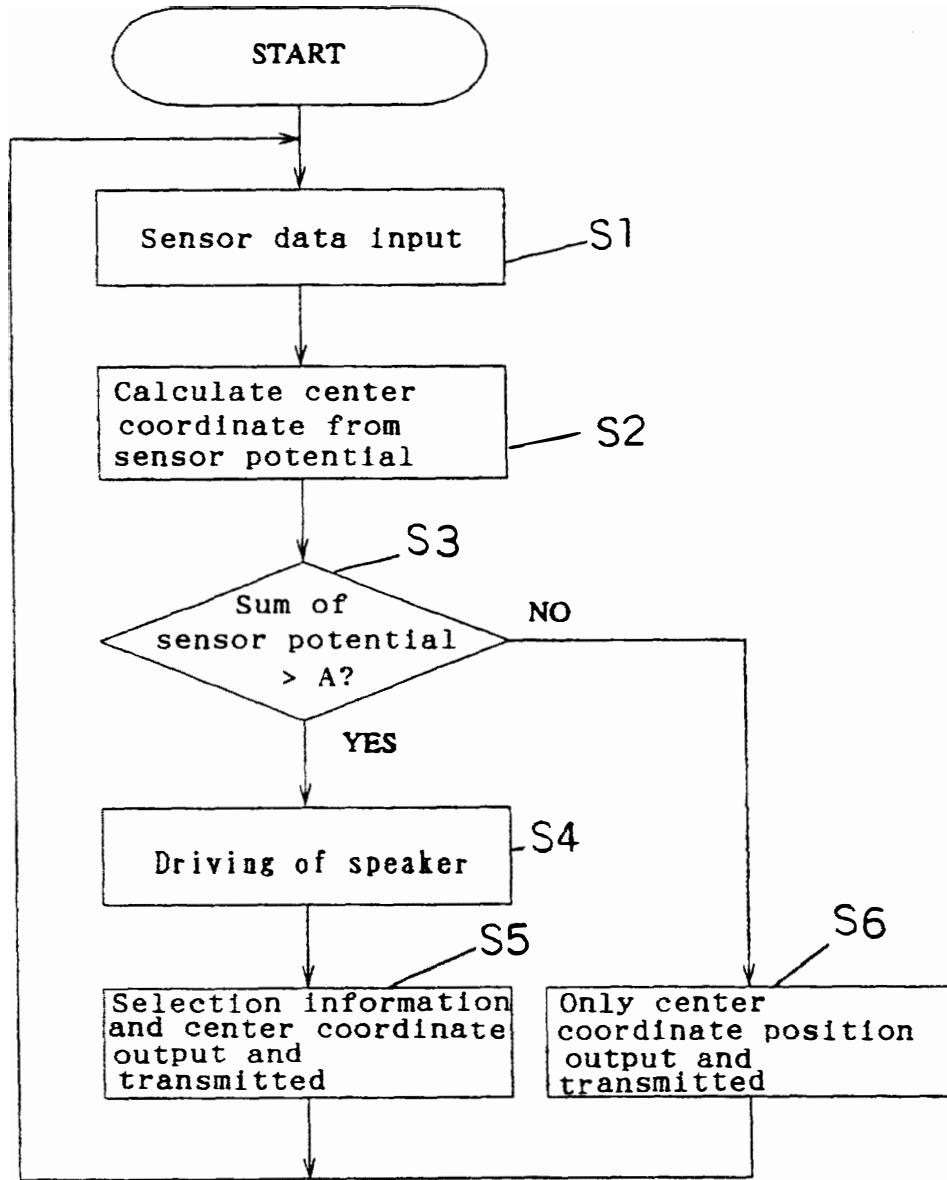 START
Sensor data input
S1
Calculate center
coordinate from
sensor potential
S2
S3
Sum of
sensor potential
> A?
NO
YES
Driving of speaker
S4
S5
Selection information
and center coordinate
output and
transmitted
S6
Only center
coordinate position
output and
transmitted